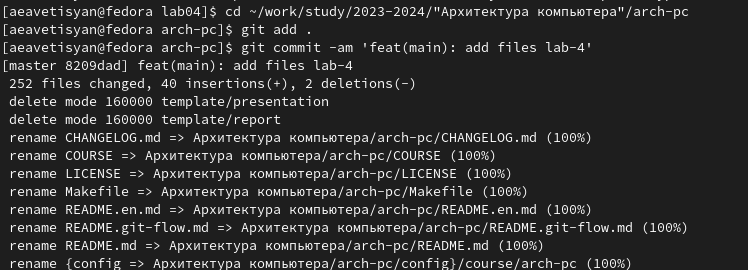 [aeavetisyan@fedora lab04]$ cd ~/work/study/2023-2024/"Архитектура компьютера"/arch-pc
[aeavetisyan@fedora arch-pc]$ git add .
[aeavetisyan@fedora arch-pc]$ git commit -am 'feat(main): add files lab-4'
[master 8209dad] feat(main): add files lab-4
 252 files changed, 40 insertions(+), 2 deletions(-)
 delete mode 160000 template/presentation
 delete mode 160000 template/report
 rename CHANGELOG.md => Архитектура компьютера/arch-pc/CHANGELOG.md (100%)
 rename COURSE => Архитектура компьютера/arch-pc/COURSE (100%)
 rename LICENSE => Архитектура компьютера/arch-pc/LICENSE (100%)
 rename Makefile => Архитектура компьютера/arch-pc/Makefile (100%)
 rename README.en.md => Архитектура компьютера/arch-pc/README.en.md (100%)
 rename README.git-flow.md => Архитектура компьютера/arch-pc/README.git-flow.md (100%)
 rename README.md => Архитектура компьютера/arch-pc/README.md (100%)
 rename {config => Архитектура компьютера/arch-pc/config}/course/arch-pc (100%)